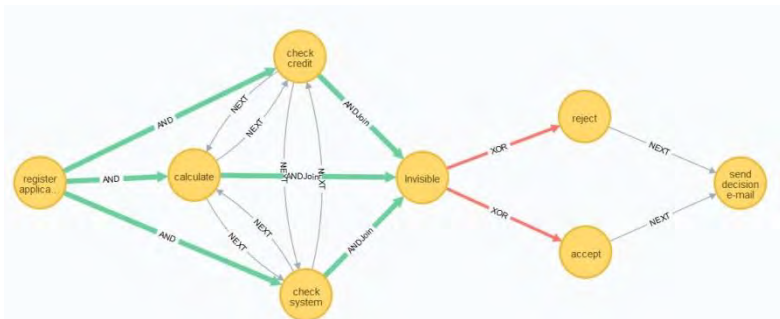 check
credit
AND
NEXT
NEXT
ANDJoin
register
applica...
AND
calculate
NEXT
ANDJoin
NEXT
Invisible
XOR
reject
NEXT
send
decision
e-mail
AND
NEXT
NEXT
ANDJoin
XOR
accept
NEXT
check
system